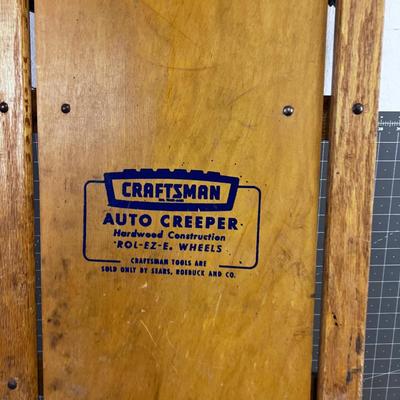 CRAFTSMAN
AUTO CREEPER
Hardwood Construction
ROL-EZ-E. WHEELS
CRAFTSMAN TOOLS ARE
SOLD ONLY BY SEARS, ROEBUCK AND CO.